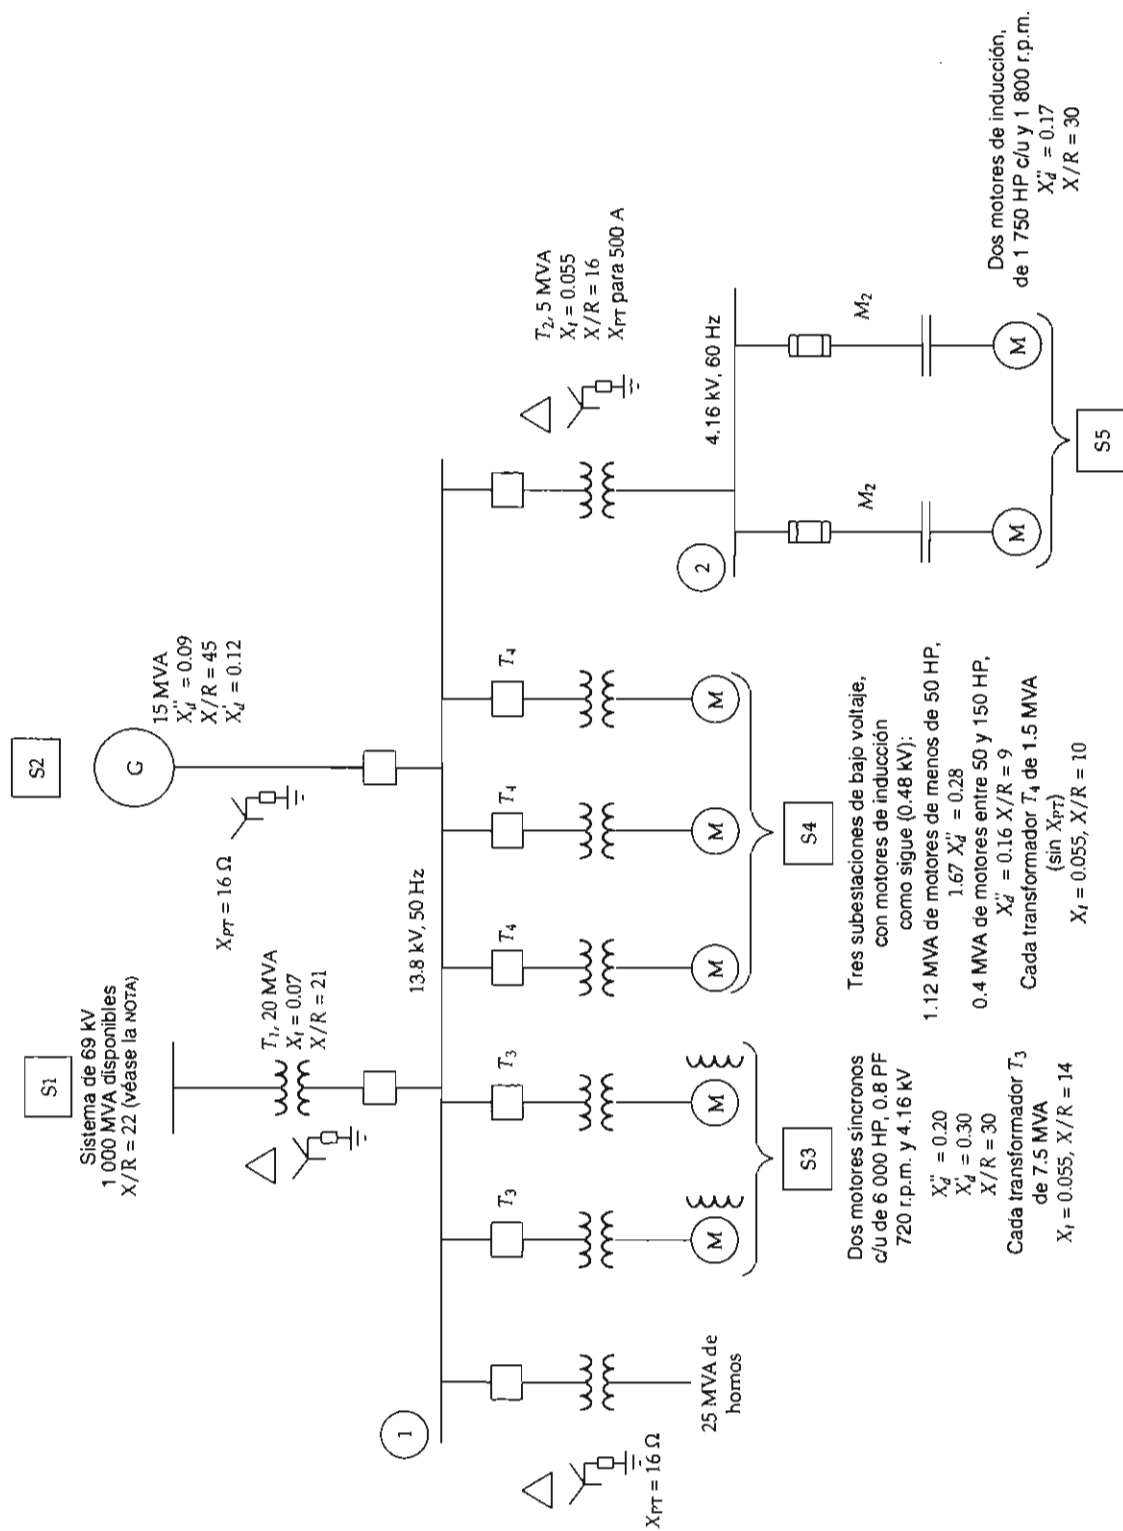 S1
Sistema de 69 kV
1 000 MVA disponibles
X/R = 22 (véase la NOTA)
T1, 20 MVA
Xt = 0.07
X/R = 21
S2
G
15 MVA
X''d = 0.09
X/R = 45
X'd = 0.12
XPT = 16 Ω
13.8 kV, 50 Hz
1
XPT = 16 Ω
25 MVA de
hornos
T3
T3
M
M
S3
Dos motores síncronos
c/u de 6 000 HP, 0.8 PF
720 r.p.m. y 4.16 kV
X''d = 0.20
X'd = 0.30
X/R = 30
Cada transformador T3
de 7.5 MVA
Xt = 0.055, X/R = 14
T4
T4
T4
M
M
M
S4
Tres subestaciones de bajo voltaje,
con motores de inducción
como sigue (0.48 kV):
1.12 MVA de motores de menos de 50 HP,
1.67 X''d = 0.28
0.4 MVA de motores entre 50 y 150 HP,
X''d = 0.16 X/R = 9
Cada transformador T4 de 1.5 MVA
(sin XPT)
Xt = 0.055, X/R = 10
T2, 5 MVA
Xt = 0.055
X/R = 16
XPT para 500 A
4.16 kV, 60 Hz
2
M2
M2
M
M
S5
Dos motores de inducción,
de 1 750 HP c/u y 1 800 r.p.m.
X''d = 0.17
X/R = 30